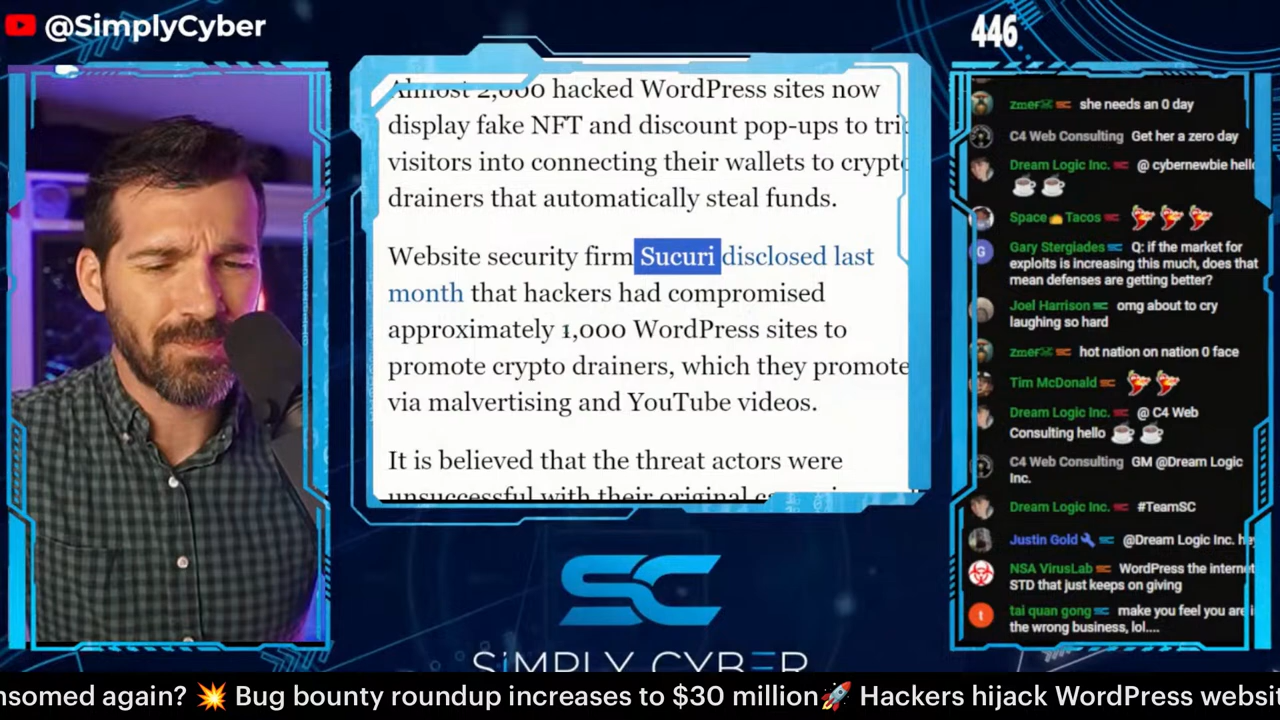 @SimplyCyber
446
Almost 2,000 hacked WordPress sites now
display fake NFT and discount pop-ups to tric
visitors into connecting their wallets to crypto
drainers that automatically steal funds.
Website security firm Sucuri disclosed last
month that hackers had compromised
approximately 1,000 WordPress sites to
promote crypto drainers, which they promote
via malvertising and YouTube videos.
It is believed that the threat actors were
unsuccessful with their original
zmer she needs an 0 day
C4 Web Consulting Get her a zero day
Dream Logic Inc. @ cybernewbie hello
☕ ☕
Space🌮Tacos
G
Gary Stergiades Q: if the market for
exploits is increasing this much, does that
mean defenses are getting better?
Joel Harrison omg about to cry
laughing so hard
zmer hot nation on nation 0 face
Tim McDonald
Dream Logic Inc. @ C4 Web
Consulting hello ☕ ☕
C4 Web Consulting GM @Dream Logic
Inc.
Dream Logic Inc. #TeamSC
Justin Gold🔧 @Dream Logic Inc. he
NSA VirusLab WordPress the internet
STD that just keeps on giving
t
tai quan gong make you feel you are i
the wrong business, lol....
SC
SIMPLY CYBER
nsomed again? 💥 Bug bounty roundup increases to $30 million🚀 Hackers hijack WordPress websi